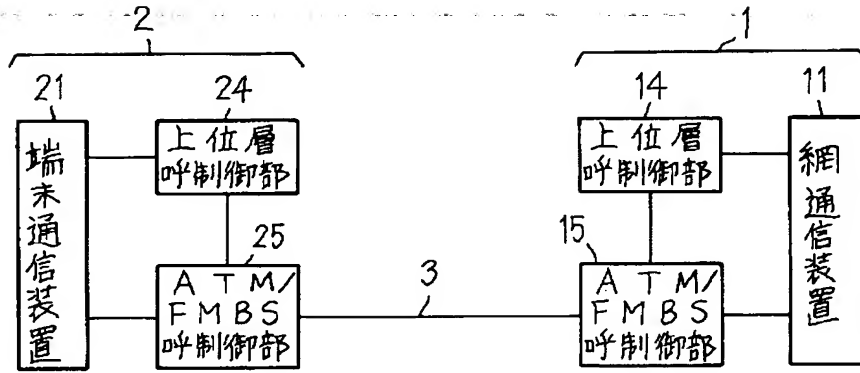 2
1
21
24
14
11
端末通信装置
上位層
呼制御部
上位層
呼制御部
網通信装置
25
15
3
ATM/
FMBS
呼制御部
ATM/
FMBS
呼制御部